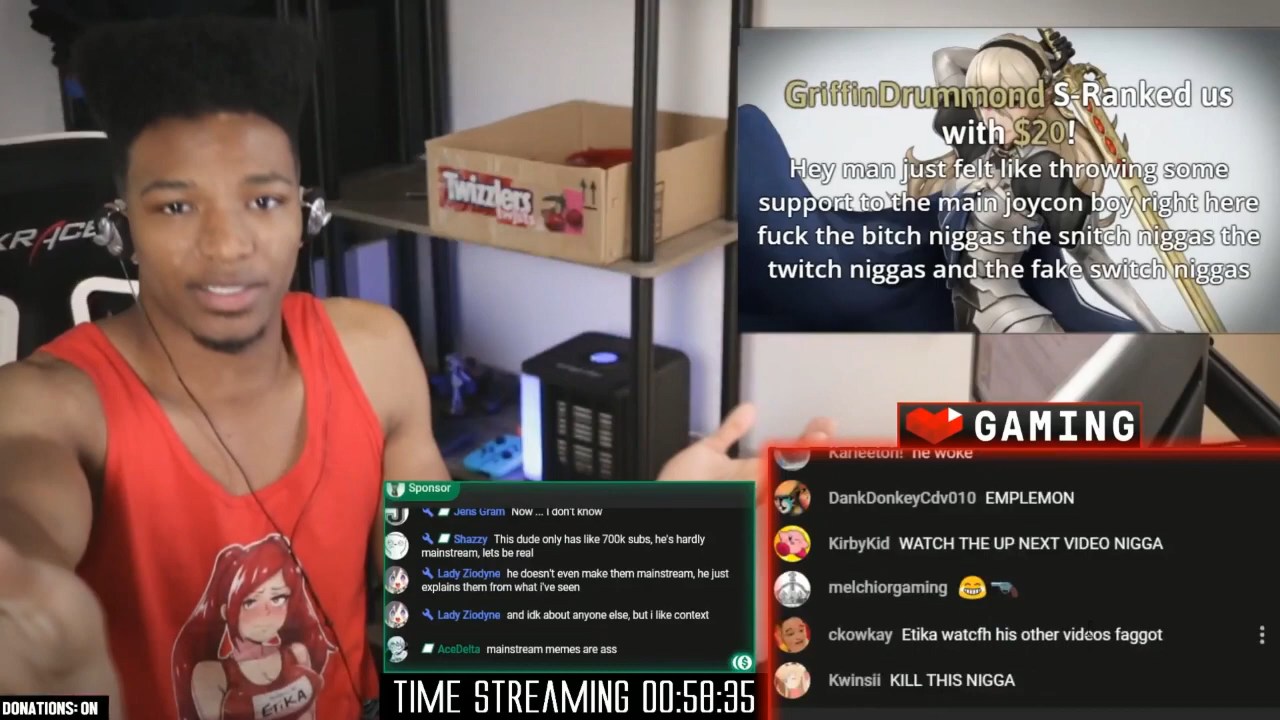 KRACE
Twizzlers
GriffinDrummond S-Ranked us
with $20!
Hey man just felt like throwing some
support to the main joycon boy right here
fuck the bitch niggas the snitch niggas the
twitch niggas and the fake switch niggas
GAMING
Karleeton! he woke
DankDonkeyCdv010 EMPLEMON
KirbyKid WATCH THE UP NEXT VIDEO NIGGA
melchiorgaming 😂🔫
ckowkay Etika watcfh his other videos faggot
Kwinsii KILL THIS NIGGA
Sponsor
Jens Gram Now ... I don't know
Shazzy This dude only has like 700k subs, he's hardly
mainstream, lets be real
Lady Ziodyne he doesn't even make them mainstream, he just
explains them from what i've seen
Lady Ziodyne and idk about anyone else, but i like context
AceDelta mainstream memes are ass
TIME STREAMING 00:58:35
ETIKA
DONATIONS: ON